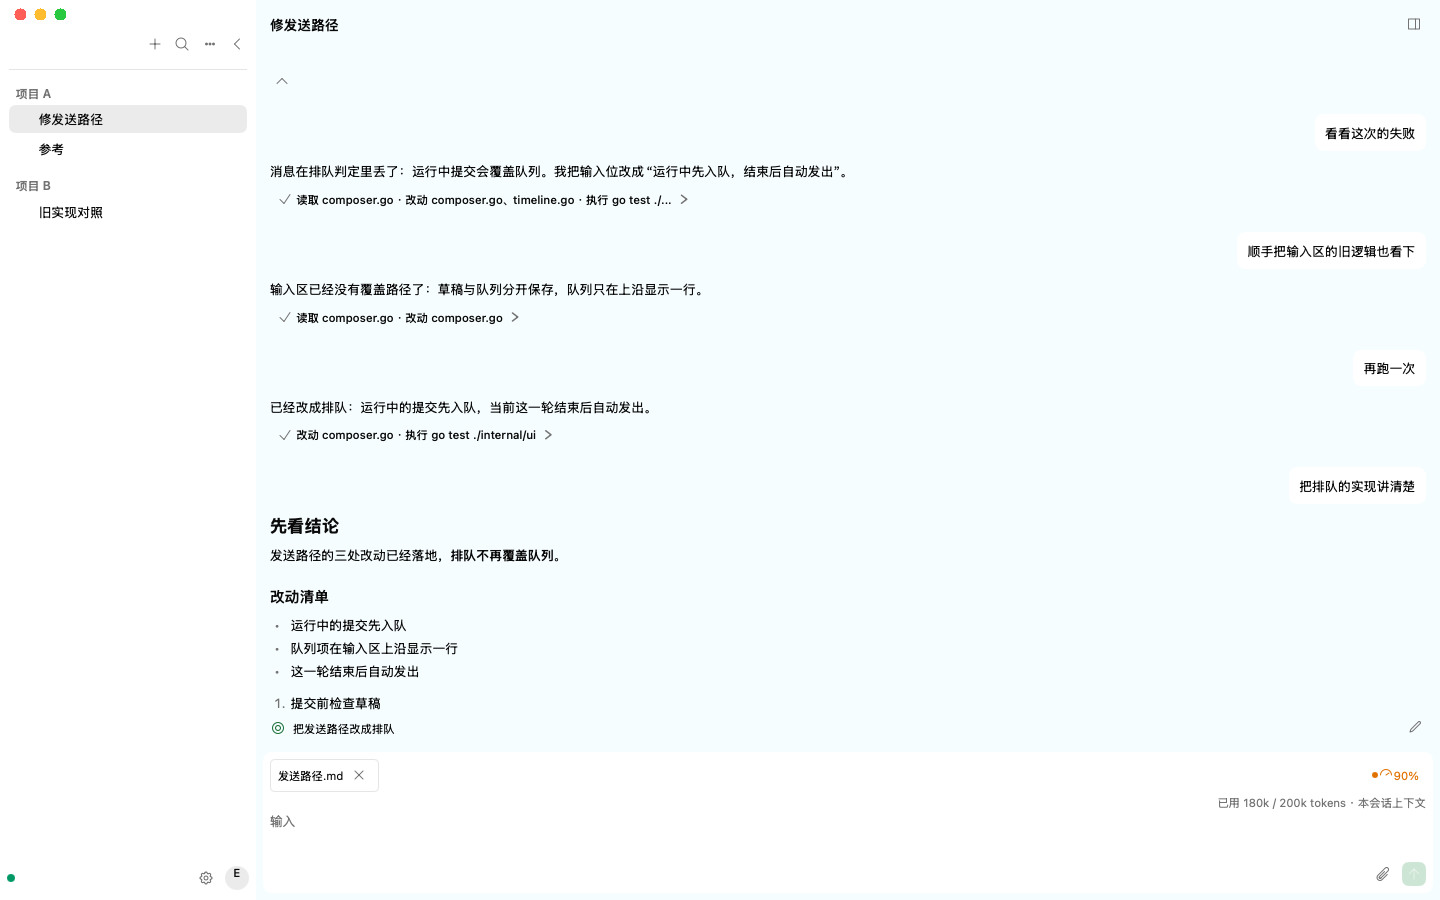 修发送路径
项目 A
修发送路径
参考
项目 B
旧实现对照
看看这次的失败
消息在排队判定里丢了：运行中提交会覆盖队列。我把输入位改成“运行中先入队，结束后自动发出”。
读取 composer.go · 改动 composer.go、timeline.go · 执行 go test ./...
顺手把输入区的旧逻辑也看下
输入区已经没有覆盖路径了：草稿与队列分开保存，队列只在上沿显示一行。
读取 composer.go · 改动 composer.go
再跑一次
已经改成排队：运行中的提交先入队，当前这一轮结束后自动发出。
改动 composer.go · 执行 go test ./internal/ui
把排队的实现讲清楚
先看结论
发送路径的三处改动已经落地，排队不再覆盖队列。
改动清单
• 运行中的提交先入队
• 队列项在输入区上沿显示一行
• 这一轮结束后自动发出
1. 提交前检查草稿
把发送路径改成排队
发送路径.md
90%
已用 180k / 200k tokens · 本会话上下文
输入
E